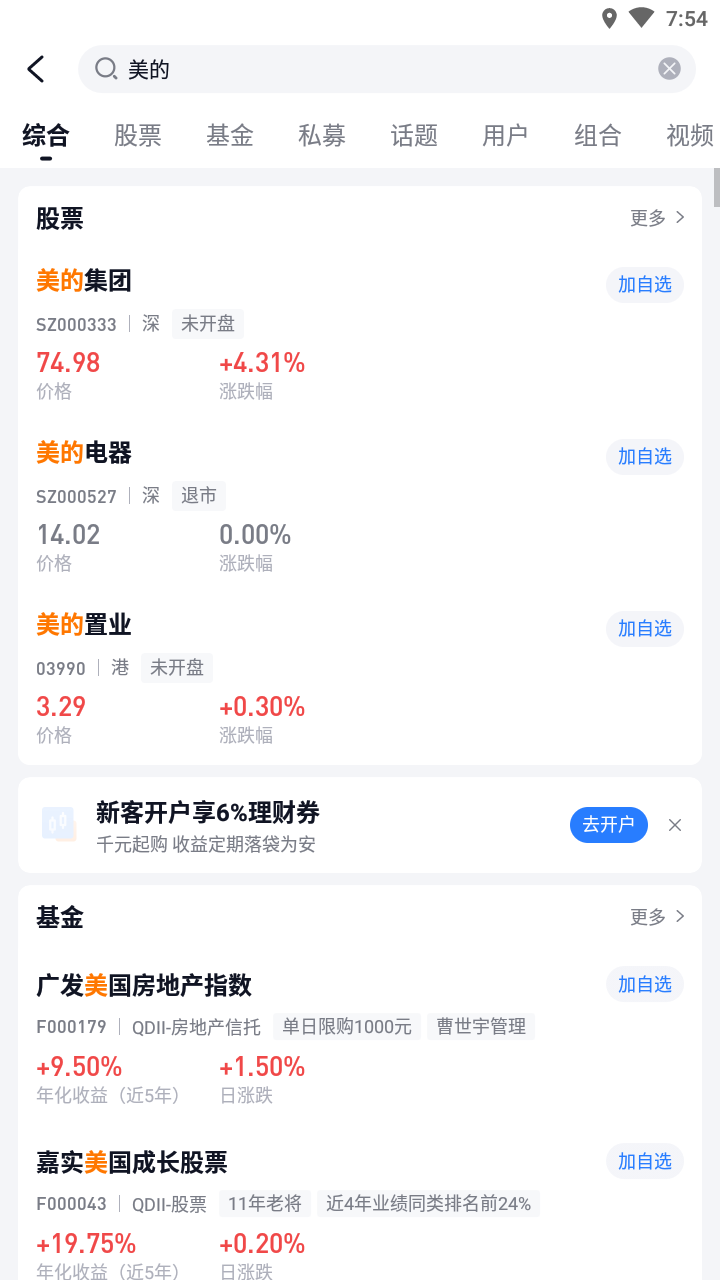 7:54
美的
综合 股票 基金 私募 话题 用户 组合 视频
股票 更多
美的集团 加自选
SZ000333 深 未开盘
74.98 +4.31%
价格 涨跌幅
美的电器 加自选
SZ000527 深 退市
14.02 0.00%
价格 涨跌幅
美的置业 加自选
03990 港 未开盘
3.29 +0.30%
价格 涨跌幅
新客开户享6%理财券
千元起购 收益定期落袋为安 去开户
基金 更多
广发美国房地产指数 加自选
F000179 QDII-房地产信托 单日限购1000元 曹世宇管理
+9.50% +1.50%
年化收益（近5年） 日涨跌
嘉实美国成长股票 加自选
F000043 QDII-股票 11年老将 近4年业绩同类排名前24%
+19.75% +0.20%
年化收益（近5年） 日涨跌